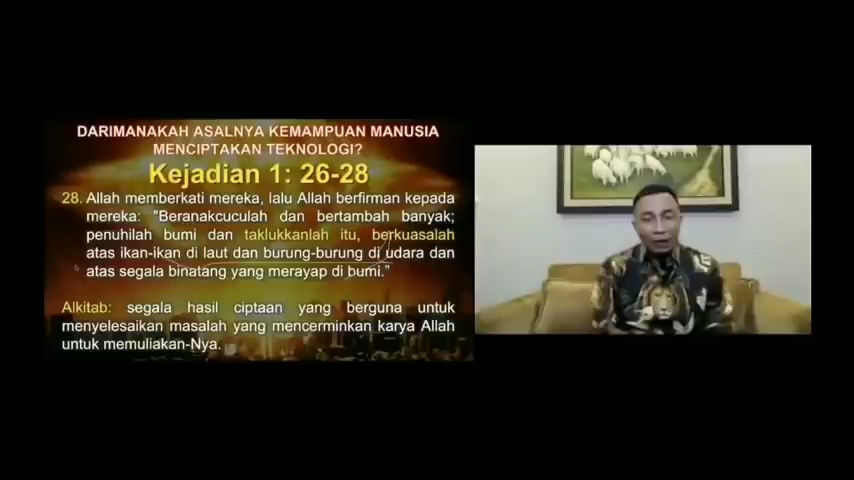 DARIMANAKAH ASALNYA KEMAMPUAN MANUSIA
MENCIPTAKAN TEKNOLOGI?
Kejadian 1: 26-28
28. Allah memberkati mereka, lalu Allah berfirman kepada
mereka: "Beranakcuculah dan bertambah banyak;
penuhilah bumi dan taklukkanlah itu, berkuasalah
atas ikan-ikan di laut dan burung-burung di udara dan
atas segala binatang yang merayap di bumi."
Alkitab: segala hasil ciptaan yang berguna untuk
menyelesaikan masalah yang mencerminkan karya Allah
untuk memuliakan-Nya.